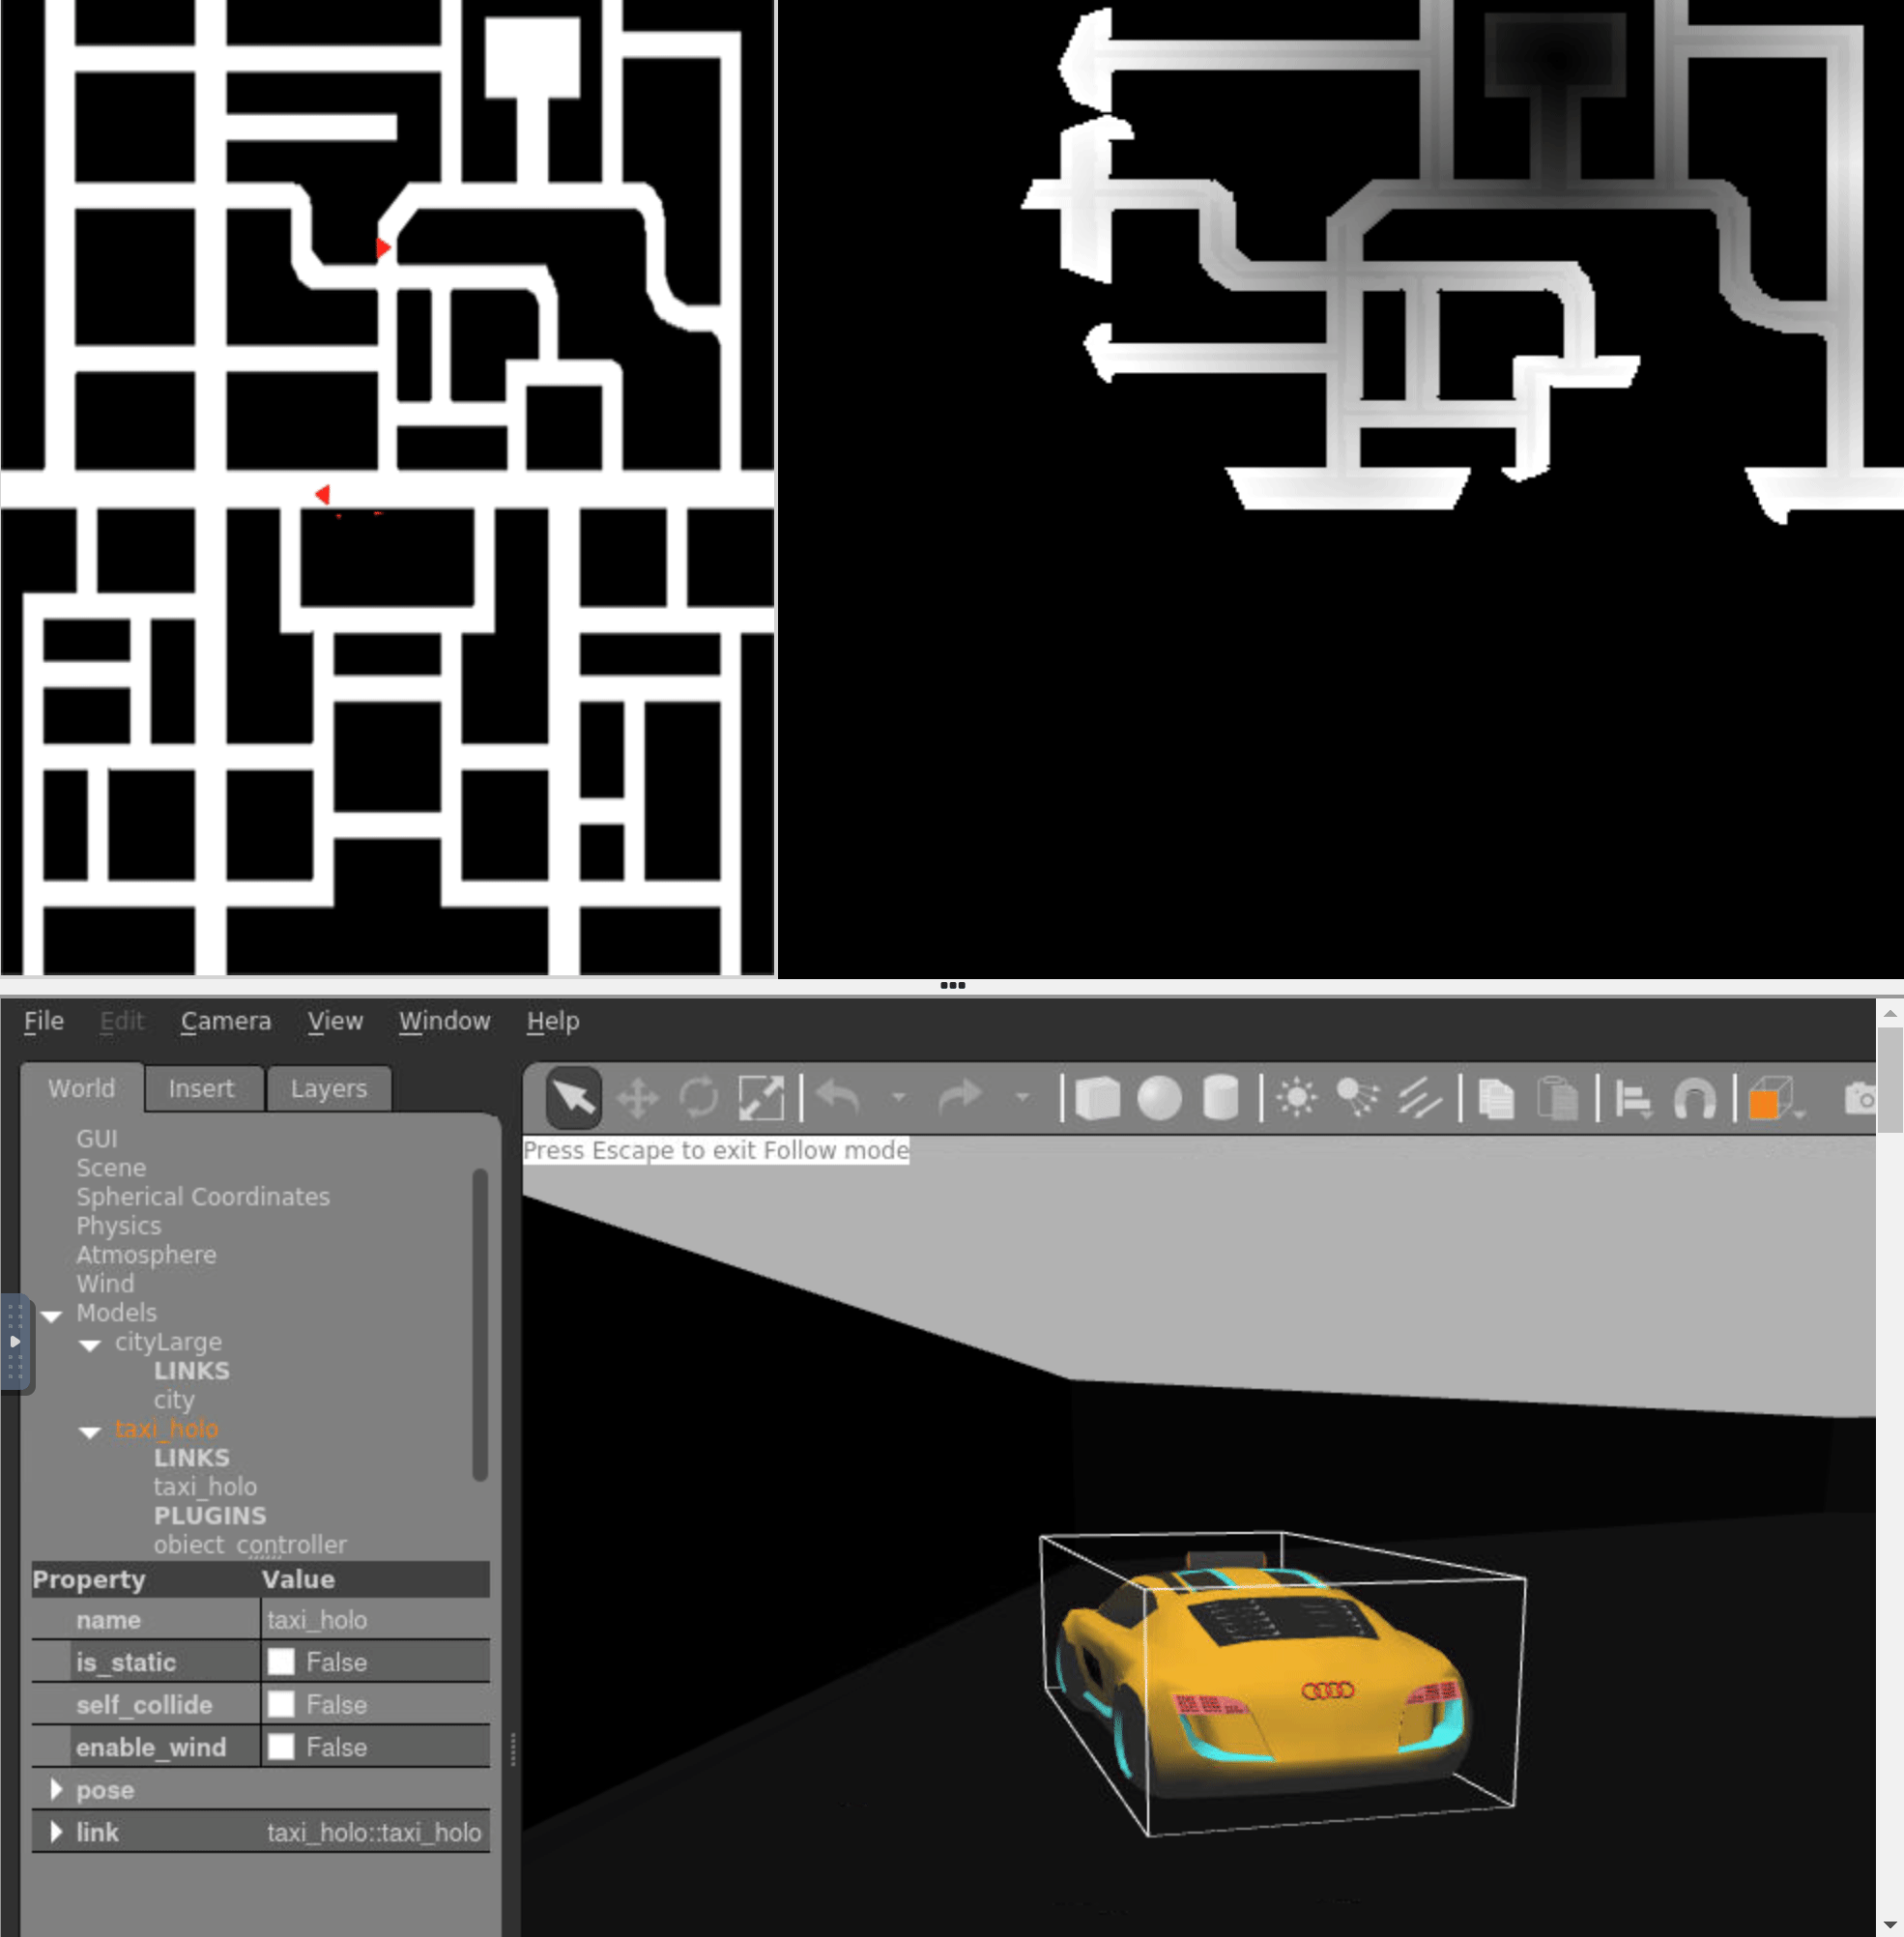 File Edit Camera View Window Help
World Insert Layers
GUI
Scene
Spherical Coordinates
Physics
Atmosphere
Wind
Models
cityLarge
LINKS
city
taxi_holo
LINKS
taxi_holo
PLUGINS
object_controller
Property Value
name taxi_holo
is_static False
self_collide False
enable_wind False
pose
link taxi_holo::taxi_holo
Press Escape to exit Follow mode